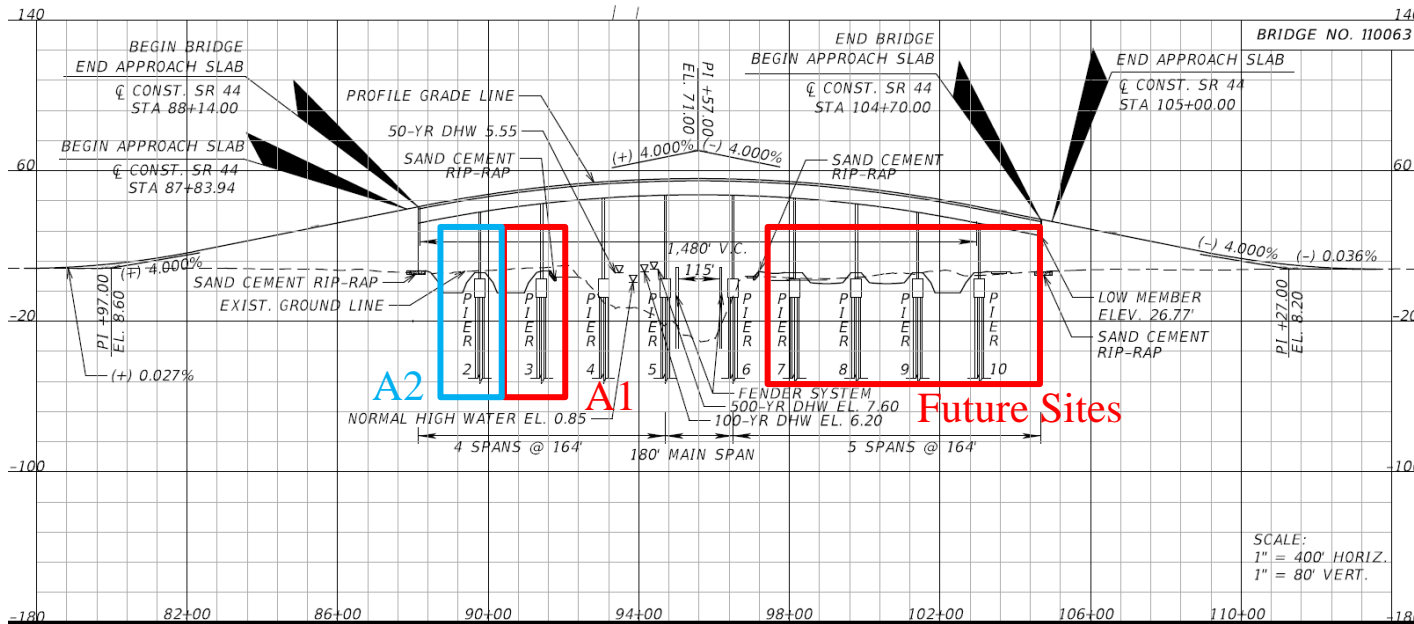 140
140
BRIDGE NO. 110063
BEGIN BRIDGE
END APPROACH SLAB
℄ CONST. SR 44
STA 88+14.00
BEGIN APPROACH SLAB
℄ CONST. SR 44
STA 87+83.94
PROFILE GRADE LINE
50-YR DHW 5.55
SAND CEMENT
RIP-RAP
PI +57.00
EL. 71.00
(+) 4.000%
(-) 4.000%
END BRIDGE
BEGIN APPROACH SLAB
℄ CONST. SR 44
STA 104+70.00
END APPROACH SLAB
℄ CONST. SR 44
STA 105+00.00
SAND CEMENT
RIP-RAP
60
60
1,480' V.C.
115'
(+) 4.000%
PI +97.00
EL. 8.60
(+) 0.027%
SAND CEMENT RIP-RAP
EXIST. GROUND LINE
(-) 4.000%
(-) 0.036%
PI +27.00
EL. 8.20
LOW MEMBER
ELEV. 26.77'
SAND CEMENT
RIP-RAP
-20
-20
PIER 2
PIER 3
PIER 4
PIER 5
PIER 6
PIER 7
PIER 8
PIER 9
PIER 10
A2
A1
Future Sites
FENDER SYSTEM
500-YR DHW EL. 7.60
100-YR DHW EL. 6.20
NORMAL HIGH WATER EL. 0.85
4 SPANS @ 164'
180' MAIN SPAN
5 SPANS @ 164'
-100
-100
SCALE:
1" = 400' HORIZ.
1" = 80' VERT.
-180
82+00
86+00
90+00
94+00
98+00
102+00
106+00
110+00
-180